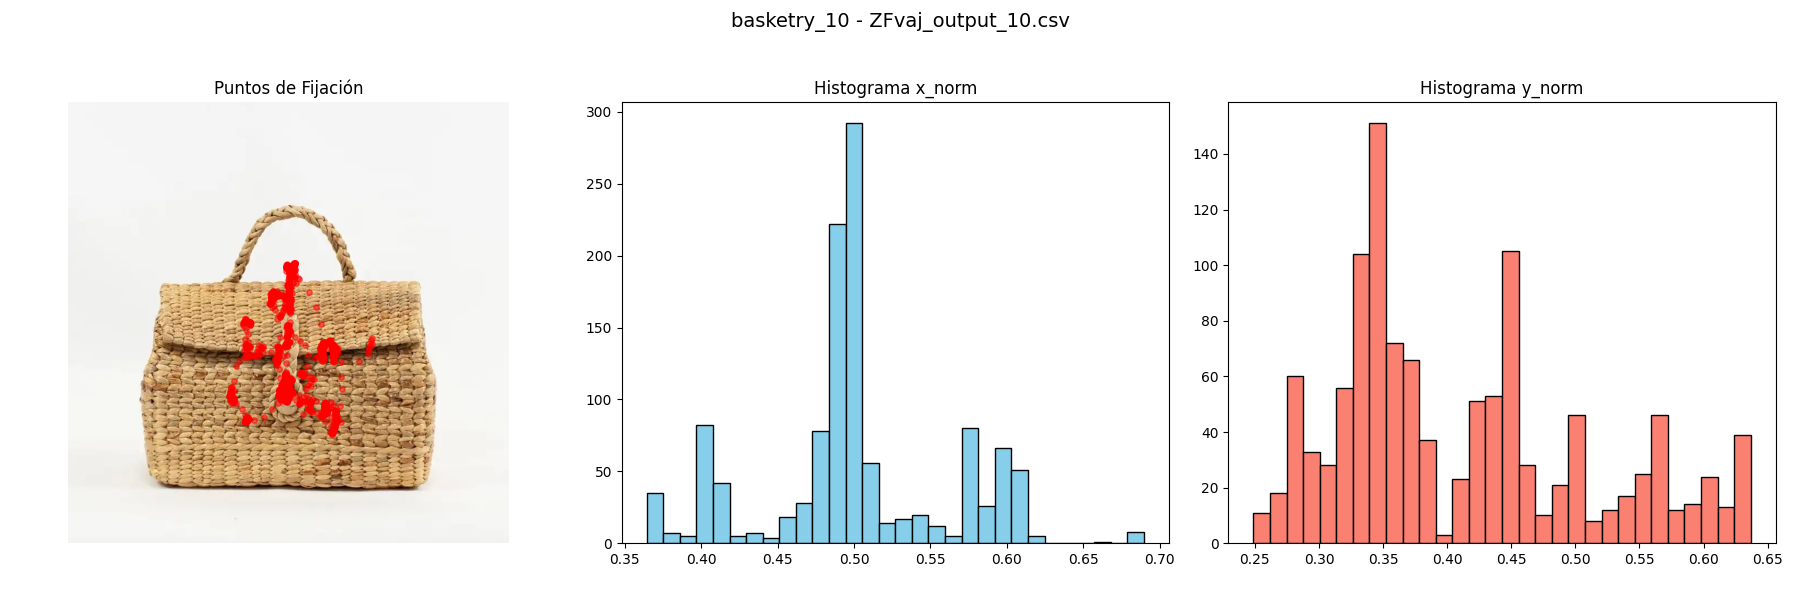 basketry_10 - ZFvaj_output_10.csv
Puntos de Fijación
Histograma x_norm
Histograma y_norm
300
250
200
150
100
50
0
0.35 0.40 0.45 0.50 0.55 0.60 0.65 0.70
140
120
100
80
60
40
20
0
0.25 0.30 0.35 0.40 0.45 0.50 0.55 0.60 0.65